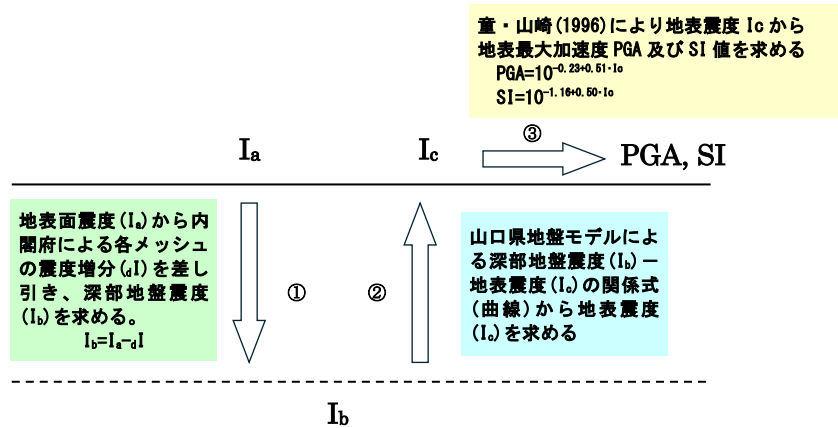 童・山崎(1996)により地表震度 Ic から
地表最大加速度 PGA 及び SI 値を求める
PGA=10^-0.23+0.51・Ic
SI=10^-1.16+0.50・Ic
③
Ia
Ic
PGA, SI
地表面震度(Ia)から内
閣府による各メッシュ
の震度増分(dI)を差し
引き、深部地盤震度
(Ib)を求める。
Ib=Ia-dI
①
②
山口県地盤モデルによ
る深部地盤震度(Ib)－
地表震度(Ic)の関係式
(曲線)から地表震度
(Ic)を求める
Ib